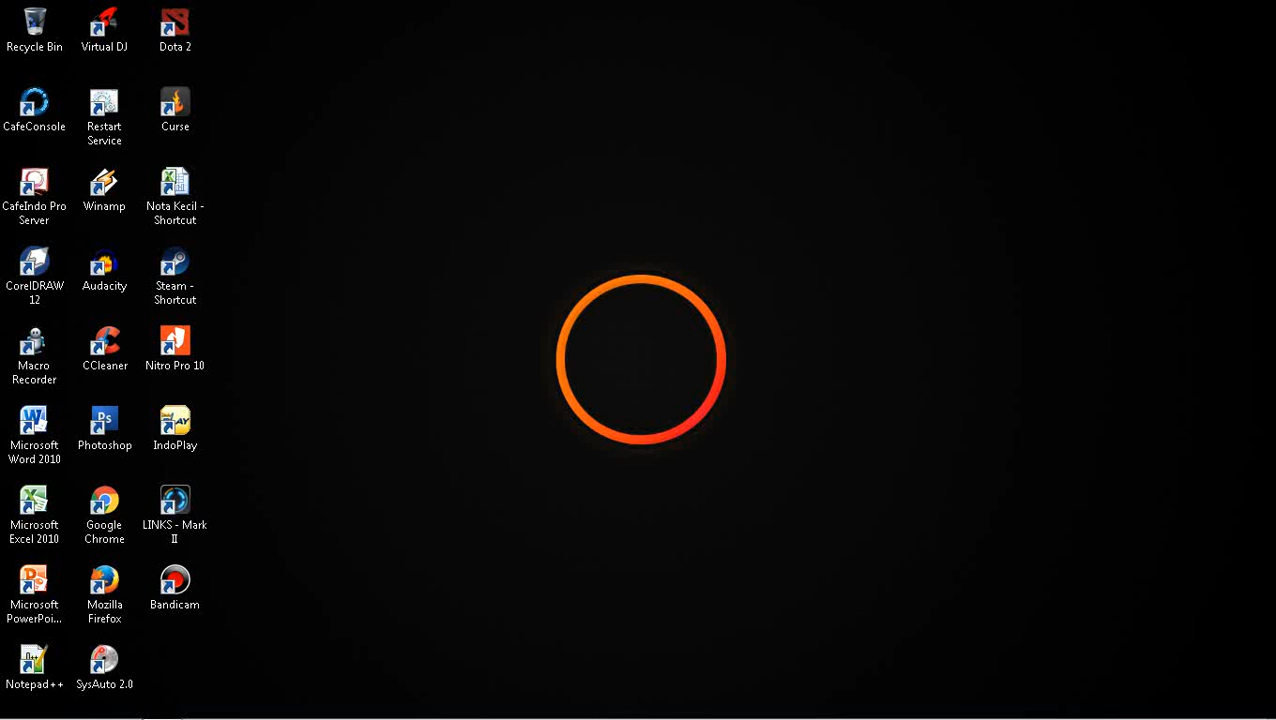 Recycle Bin
Virtual DJ
Dota 2
CafeConsole
Restart
Service
Curse
CafeIndo Pro
Server
Winamp
Nota Kecil -
Shortcut
CorelDRAW
12
Audacity
Steam -
Shortcut
Macro
Recorder
CCleaner
Nitro Pro 10
Microsoft
Word 2010
Ps
Photoshop
IndoPlay
Microsoft
Excel 2010
Google
Chrome
LINKS - Mark
II
Microsoft
PowerPoi...
Mozilla
Firefox
Bandicam
Notepad++
SysAuto 2.0